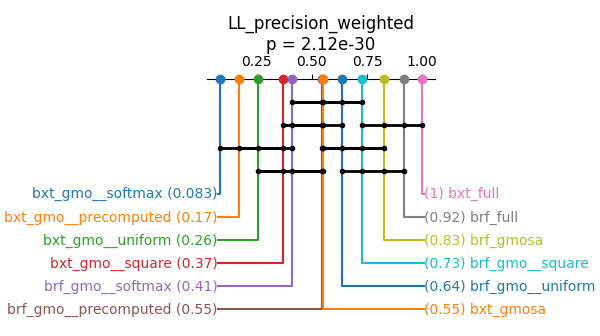 LL_precision_weighted
p = 2.12e-30
0.25 0.50 0.75 1.00
bxt_gmo__softmax (0.083) (1) bxt_full
bxt_gmo__precomputed (0.17) (0.92) brf_full
bxt_gmo__uniform (0.26) (0.83) brf_gmosa
bxt_gmo__square (0.37) (0.73) brf_gmo__square
brf_gmo__softmax (0.41) (0.64) brf_gmo__uniform
brf_gmo__precomputed (0.55) (0.55) bxt_gmosa